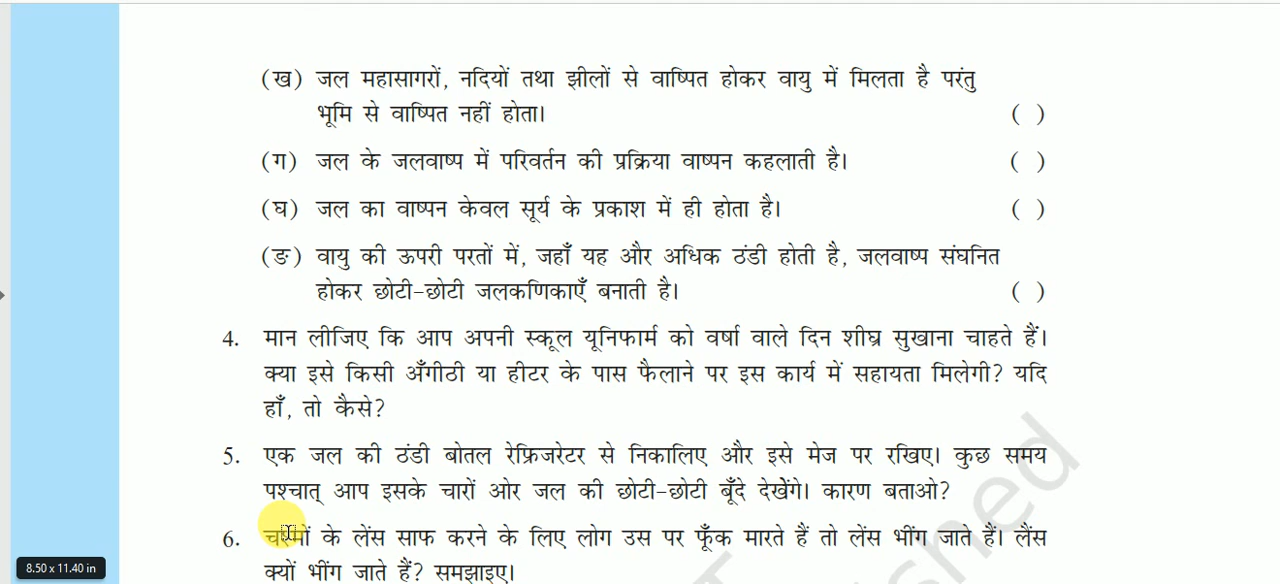 (ख) जल महासागरों, नदियों तथा झीलों से वाष्पित होकर वायु में मिलता है परंतु
भूमि से वाष्पित नहीं होता। ( )
(ग) जल के जलवाष्प में परिवर्तन की प्रक्रिया वाष्पन कहलाती है। ( )
(घ) जल का वाष्पन केवल सूर्य के प्रकाश में ही होता है। ( )
(ङ) वायु की ऊपरी परतों में, जहाँ यह और अधिक ठंडी होती है, जलवाष्प संघनित
होकर छोटी-छोटी जलकणिकाएँ बनाती है। ( )
4. मान लीजिए कि आप अपनी स्कूल यूनिफार्म को वर्षा वाले दिन शीघ्र सुखाना चाहते हैं।
क्या इसे किसी अँगीठी या हीटर के पास फैलाने पर इस कार्य में सहायता मिलेगी? यदि
हाँ, तो कैसे?
5. एक जल की ठंडी बोतल रेफ्रिजरेटर से निकालिए और इसे मेज पर रखिए। कुछ समय
पश्चात् आप इसके चारों ओर जल की छोटी-छोटी बूँदे देखेंगे। कारण बताओ?
6. चश्मों के लेंस साफ करने के लिए लोग उस पर फूँक मारते हैं तो लेंस भींग जाते हैं। लैंस
क्यों भींग जाते हैं? समझाइए।
8.50 x 11.40 in